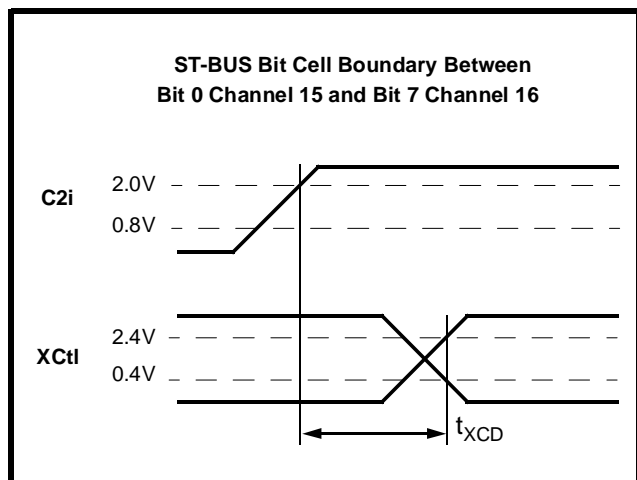 ST-BUS Bit Cell Boundary Between
Bit 0 Channel 15 and Bit 7 Channel 16
C2i
2.0V
0.8V
XCtl
2.4V
0.4V
tXCD